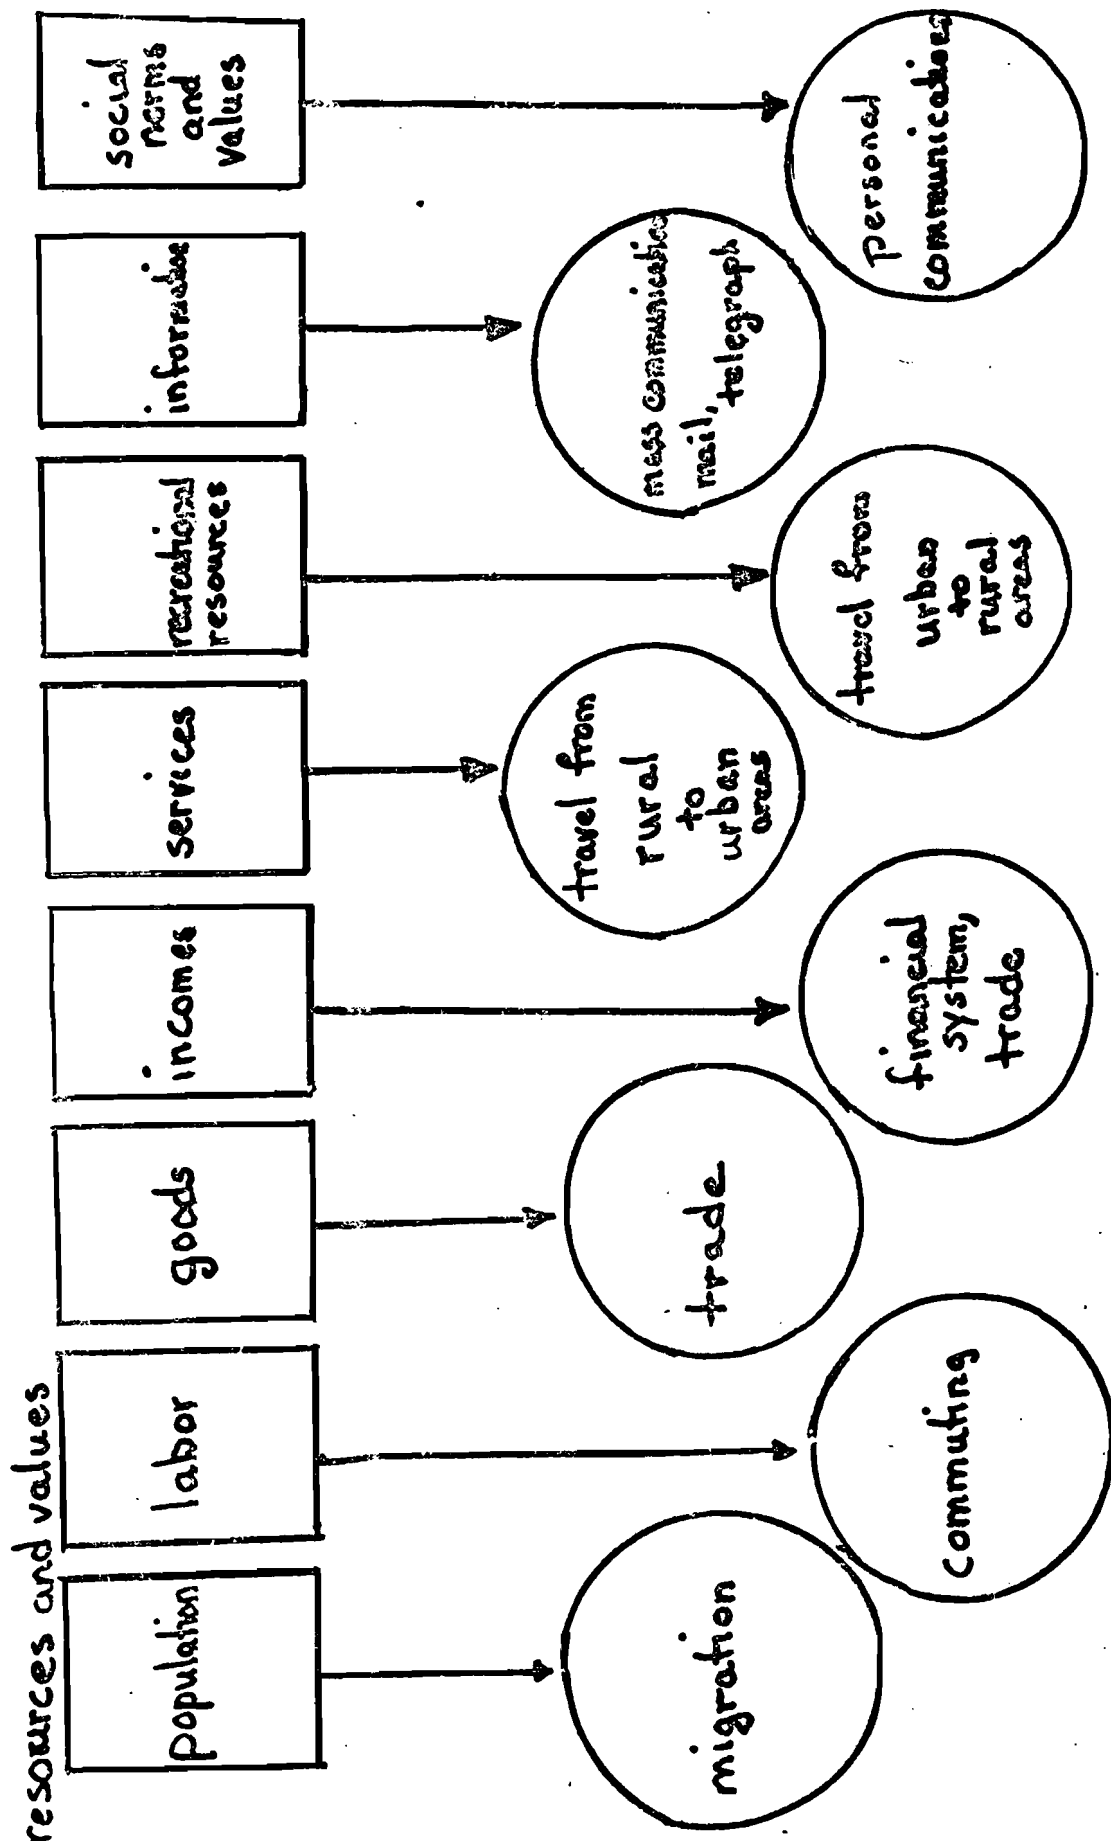 resources and values
population
labor
goods
incomes
services
recreational
resources
information
social
norms
and
values
migration
commuting
trade
financial
system,
trade
travel from
rural
to
urban
areas
travel from
urban
to
rural
areas
mass communication
mail,
telegraph
personal
communication